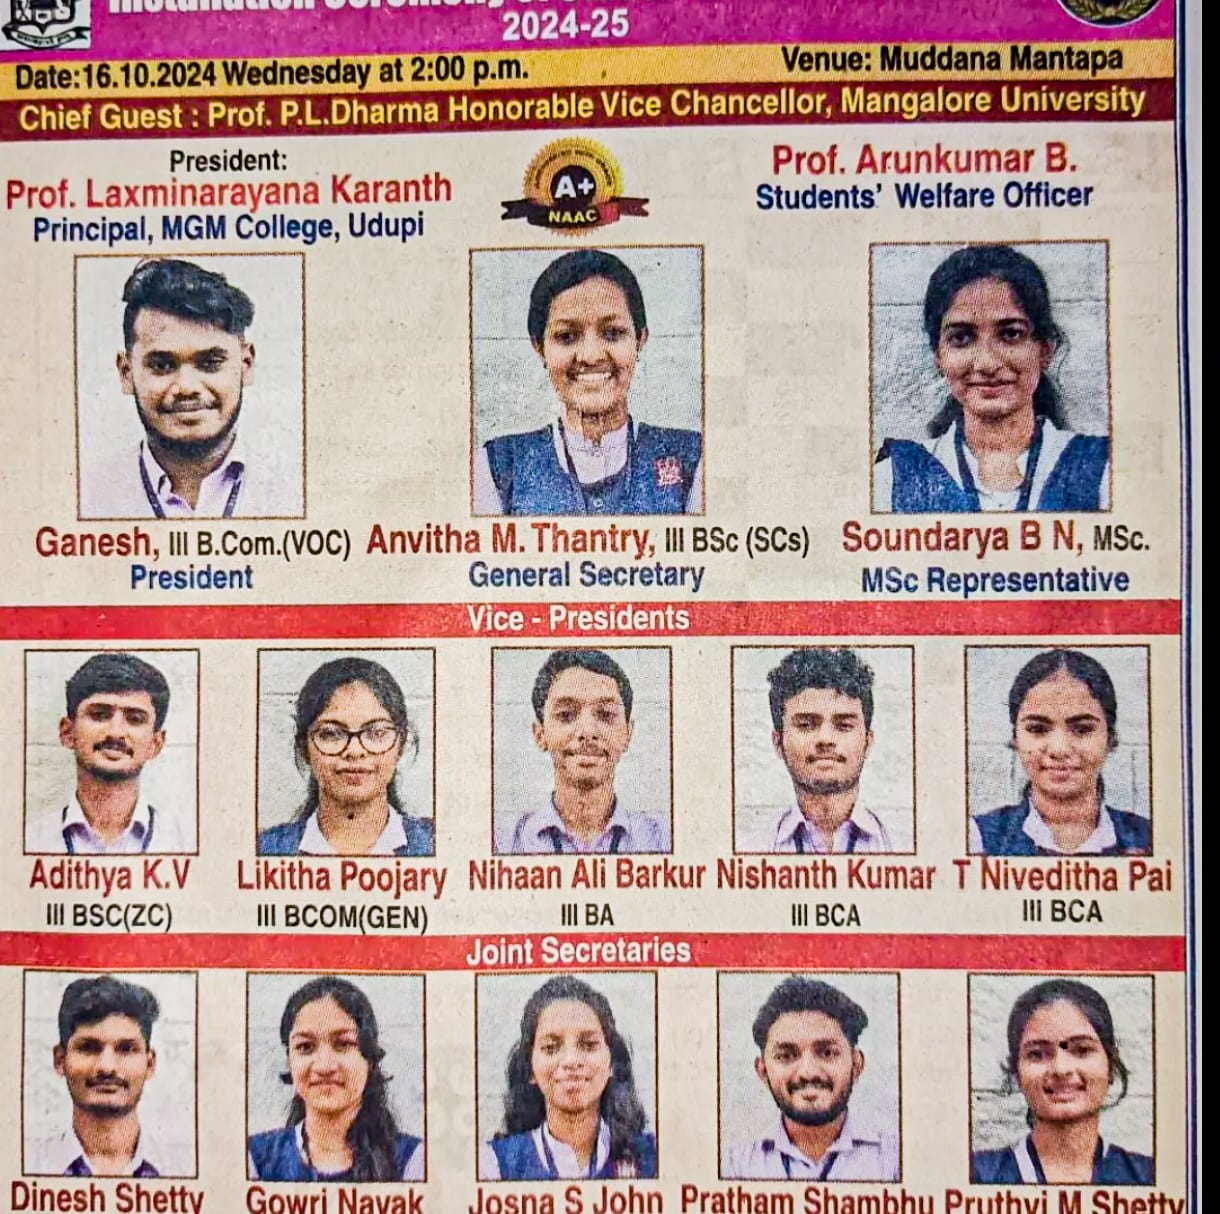 Installation Ceremony of
2024-25
Date:16.10.2024 Wednesday at 2:00 p.m.
Venue: Muddana Mantapa
Chief Guest : Prof. P.L.Dharma Honorable Vice Chancellor, Mangalore University
President:
Prof. Laxminarayana Karanth
Principal, MGM College, Udupi
A+
NAAC
Prof. Arunkumar B.
Students' Welfare Officer
Ganesh, III B.Com.(VOC)
President
Anvitha M. Thantry, III BSc (SCs)
General Secretary
Soundarya B N, MSc.
MSc Representative
Vice - Presidents
Adithya K.V
III BSC(ZC)
Likitha Poojary
III BCOM(GEN)
Nihaan Ali Barkur
III BA
Nishanth Kumar
III BCA
T Niveditha Pai
III BCA
Joint Secretaries
Dinesh Shetty
Gowri Nayak
Josna S John
Pratham Shambhu
Pruthvi M Shetty